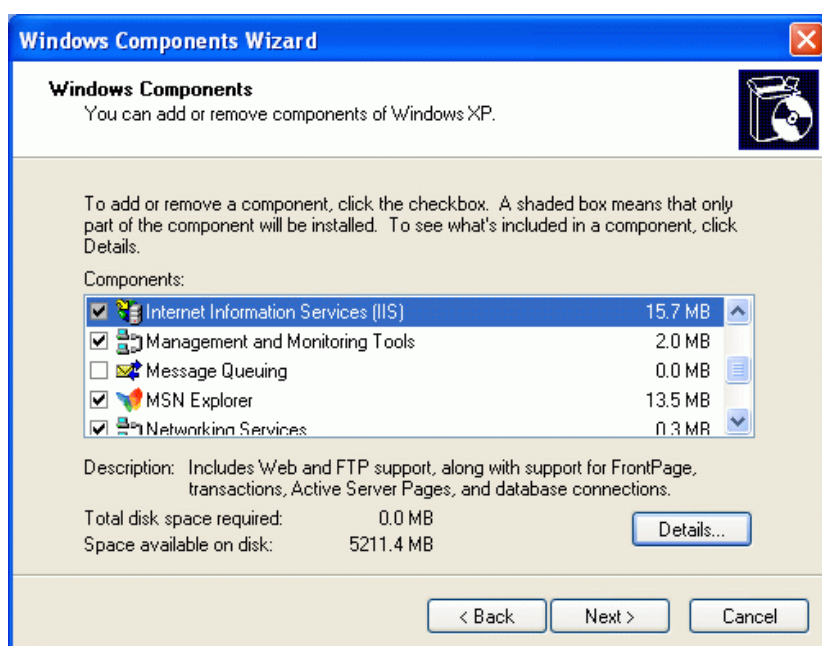 Windows Components Wizard
Windows Components
You can add or remove components of Windows XP.
To add or remove a component, click the checkbox. A shaded box means that only
part of the component will be installed. To see what's included in a component, click
Details.
Components:
Internet Information Services (IIS) 15.7 MB
Management and Monitoring Tools 2.0 MB
Message Queuing 0.0 MB
MSN Explorer 13.5 MB
Networking Services 0.3 MB
Description: Includes Web and FTP support, along with support for FrontPage,
transactions, Active Server Pages, and database connections.
Total disk space required: 0.0 MB
Space available on disk: 5211.4 MB
Details...
< Back Next > Cancel